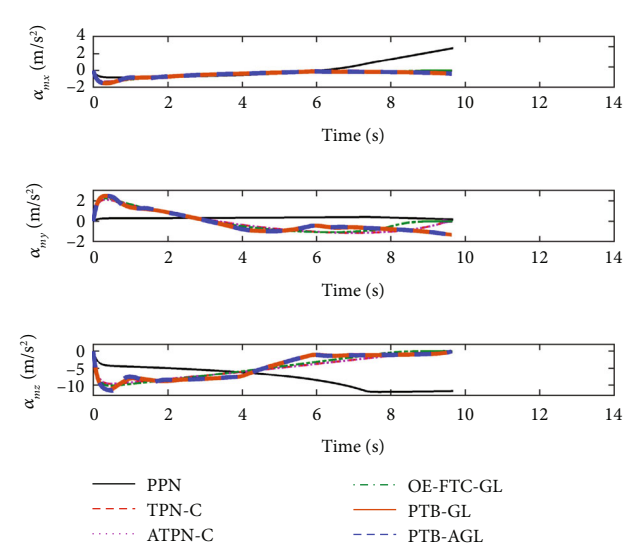 4
2
0
−2
α_mx (m/s²)
0 2 4 6 8 10 12 14
Time (s)
2
0
−2
α_my (m/s²)
0 2 4 6 8 10 12 14
Time (s)
0
−5
−10
α_mz (m/s²)
0 2 4 6 8 10 12 14
Time (s)
PPN
TPN-C
ATPN-C
OE-FTC-GL
PTB-GL
PTB-AGL